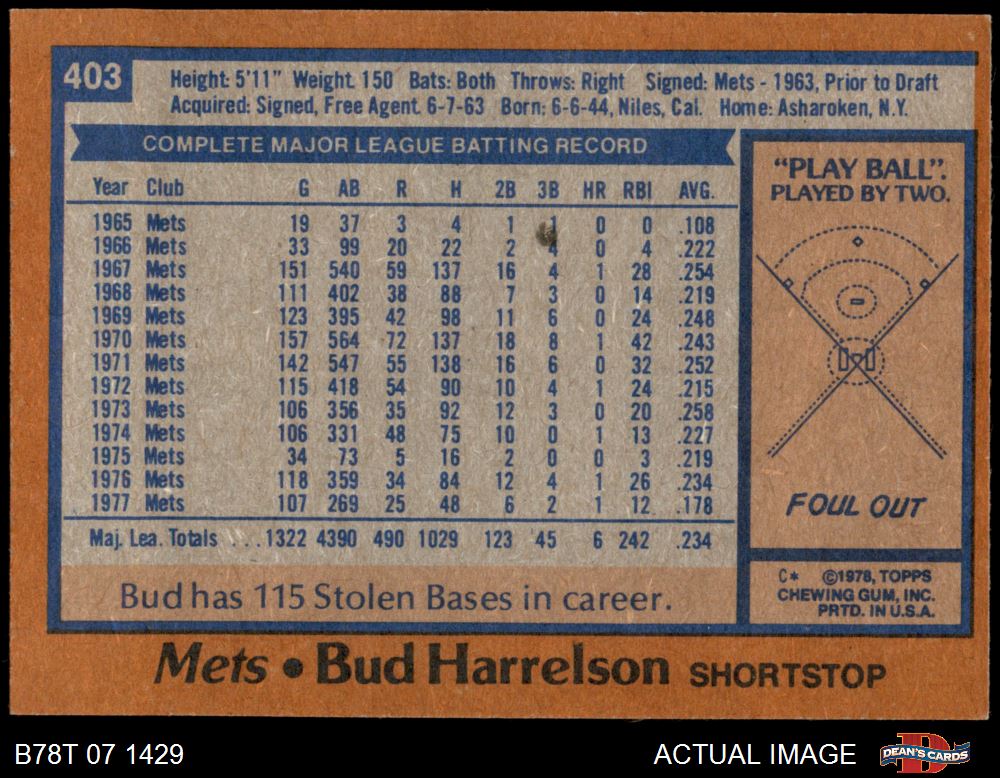 403
Height: 5'11" Weight: 150 Bats: Both Throws: Right Signed: Mets - 1963, Prior to Draft
Acquired: Signed, Free Agent. 6-7-63 Born: 6-6-44, Niles, Cal. Home: Asharoken, N.Y.
COMPLETE MAJOR LEAGUE BATTING RECORD
Year Club G AB R H 2B 3B HR RBI AVG.
1965 Mets 19 37 3 4 1 1 0 0 .108
1966 Mets 33 99 20 22 2 4 0 4 .222
1967 Mets 151 540 59 137 16 4 1 28 .254
1968 Mets 111 402 38 88 7 3 0 14 .219
1969 Mets 123 395 42 98 11 6 0 24 .248
1970 Mets 157 564 72 137 18 8 1 42 .243
1971 Mets 142 547 55 138 16 6 0 32 .252
1972 Mets 115 418 54 90 10 4 1 24 .215
1973 Mets 106 356 35 92 12 3 0 20 .258
1974 Mets 106 331 48 75 10 0 1 13 .227
1975 Mets 34 73 5 16 2 0 0 3 .219
1976 Mets 118 359 34 84 12 4 1 26 .234
1977 Mets 107 269 25 48 6 2 1 12 .178
Maj. Lea. Totals ...1322 4390 490 1029 123 45 6 242 .234
Bud has 115 Stolen Bases in career.
"PLAY BALL".
PLAYED BY TWO.
FOUL OUT
C* ©1978, TOPPS
CHEWING GUM, INC.
PRTD. IN U.S.A.
Mets • Bud Harrelson SHORTSTOP
B78T 07 1429
ACTUAL IMAGE
DEAN'S CARDS